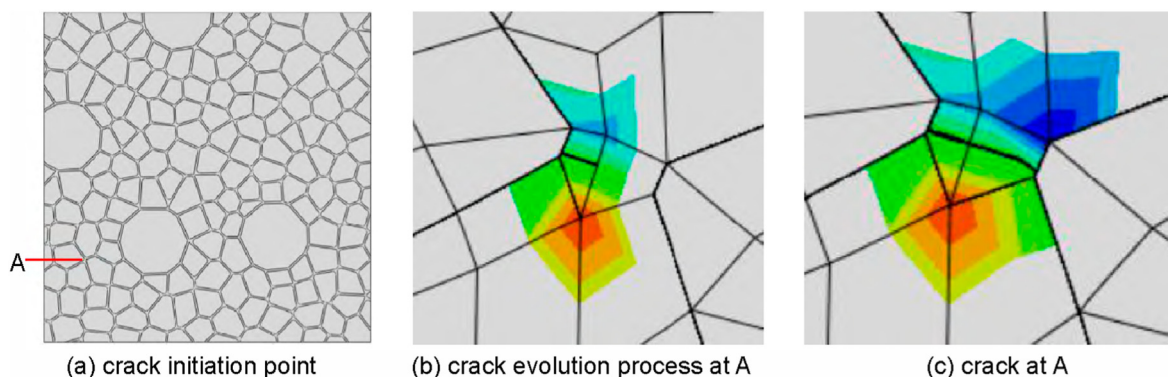 A
(a) crack initiation point
(b) crack evolution process at A
(c) crack at A